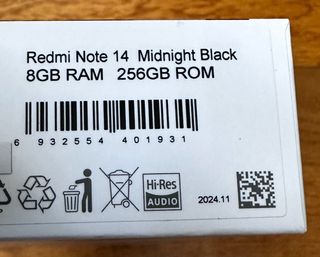 Redmi Note 14 Midnight Black
8GB RAM 256GB ROM
6 932554 401931
Hi-Res
AUDIO
2024.11